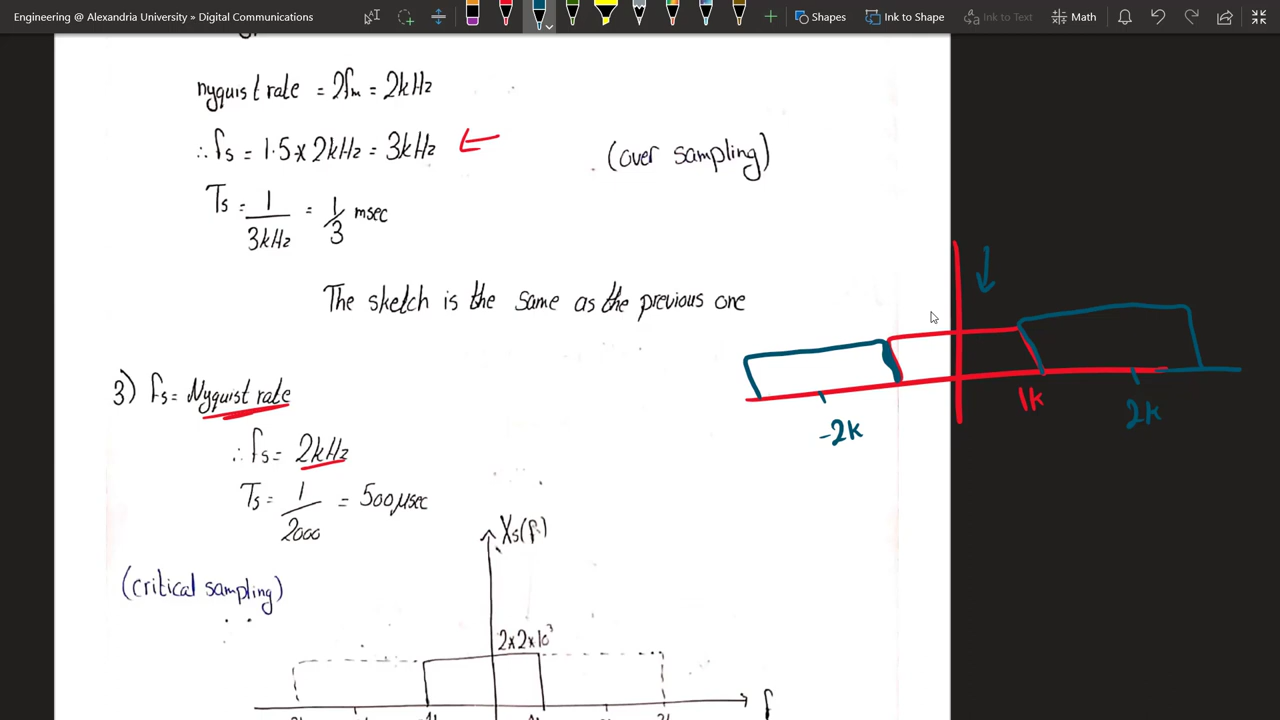 Engineering @ Alexandria University » Digital Communications
Shapes
Ink to Shape
Ink to Text
Math
nyquist rate = 2fm = 2kHz
∴ fs = 1.5 x 2kHz = 3kHz
(over sampling)
Ts = 1/3kHz = 1/3 msec
The sketch is the same as the previous one
-2k
1k
2k
3) fs = Nyquist rate
∴ fs = 2kHz
Ts = 1/2000 = 500 μsec
Xs(f)
(critical sampling)
2x2x10³
f